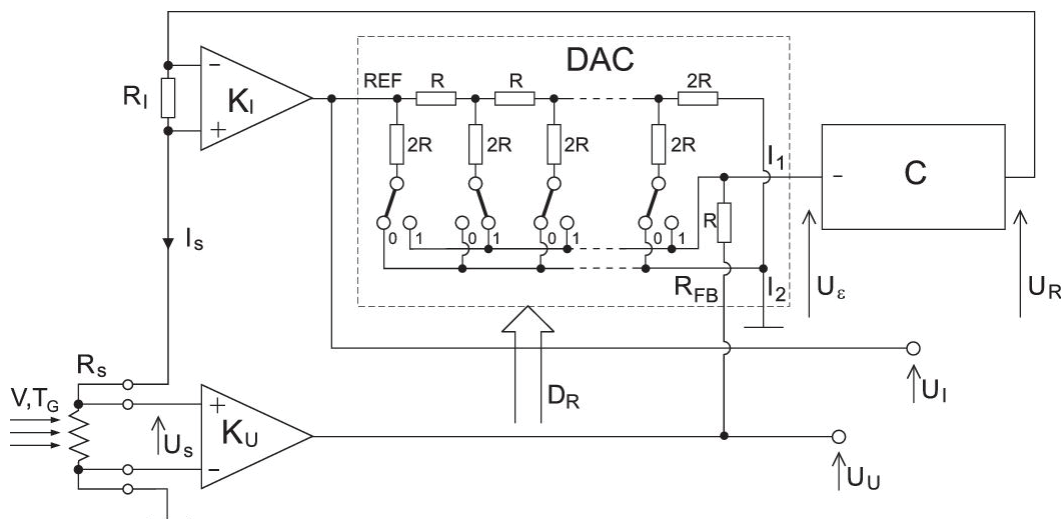 DAC
REF R R 2R
R_I − K_I +
2R 2R 2R 2R
I_1
− C
0 1 0 1 0 1 0 1
R
I_s
R_FB I_2
U_ε U_R
R_s
D_R
U_I
V,T_G
+ K_U −
U_s
U_U